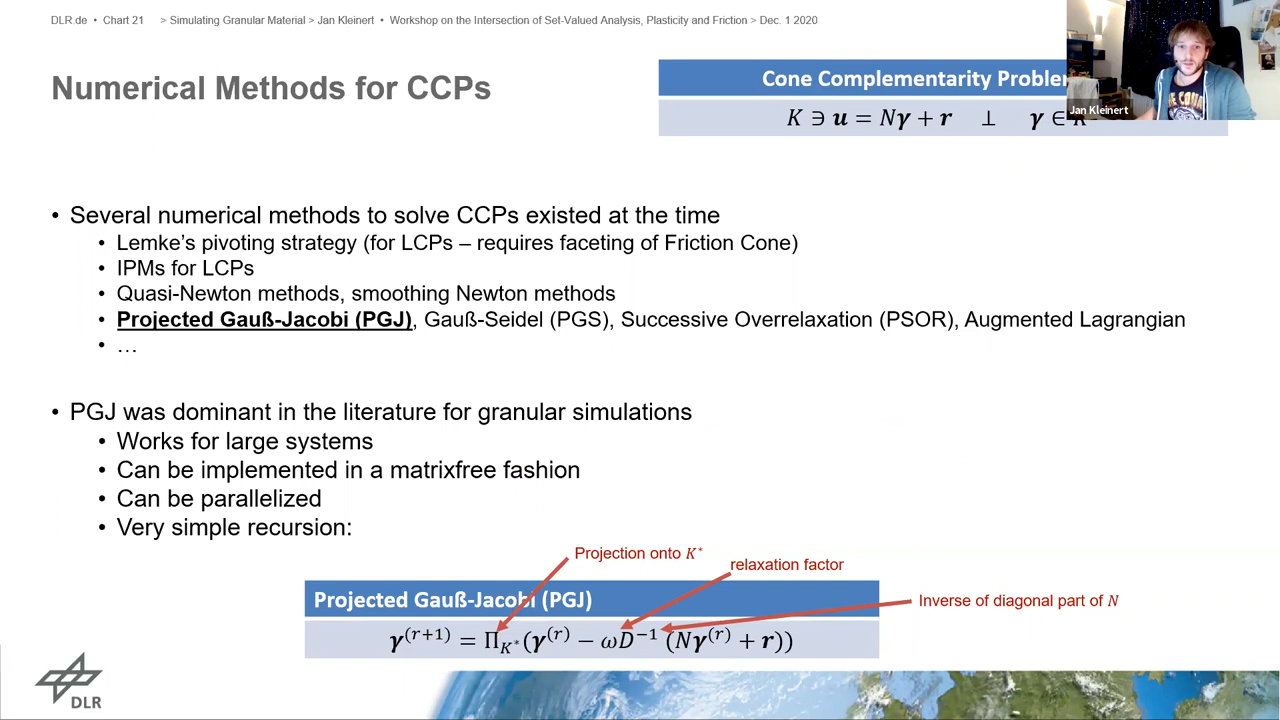 DLR.de • Chart 21 > Simulating Granular Material > Jan Kleinert • Workshop on the Intersection of Set-Valued Analysis, Plasticity and Friction > Dec. 1 2020
Numerical Methods for CCPs
Cone Complementarity
K ∋ u = Nγ + r ⊥ γ ∈
Jan Kleinert
• Several numerical methods to solve CCPs existed at the time
• Lemke's pivoting strategy (for LCPs – requires faceting of Friction Cone)
• IPMs for LCPs
• Quasi-Newton methods, smoothing Newton methods
• Projected Gauß-Jacobi (PGJ), Gauß-Seidel (PGS), Successive Overrelaxation (PSOR), Augmented Lagrangian
• …
• PGJ was dominant in the literature for granular simulations
• Works for large systems
• Can be implemented in a matrixfree fashion
• Can be parallelized
• Very simple recursion:
Projection onto K*
relaxation factor
Projected Gauß-Jacobi (PGJ)
Inverse of diagonal part of N
γ^(r+1) = Π_K*(γ^(r) − ωD^−1 (Nγ^(r) + r))
DLR